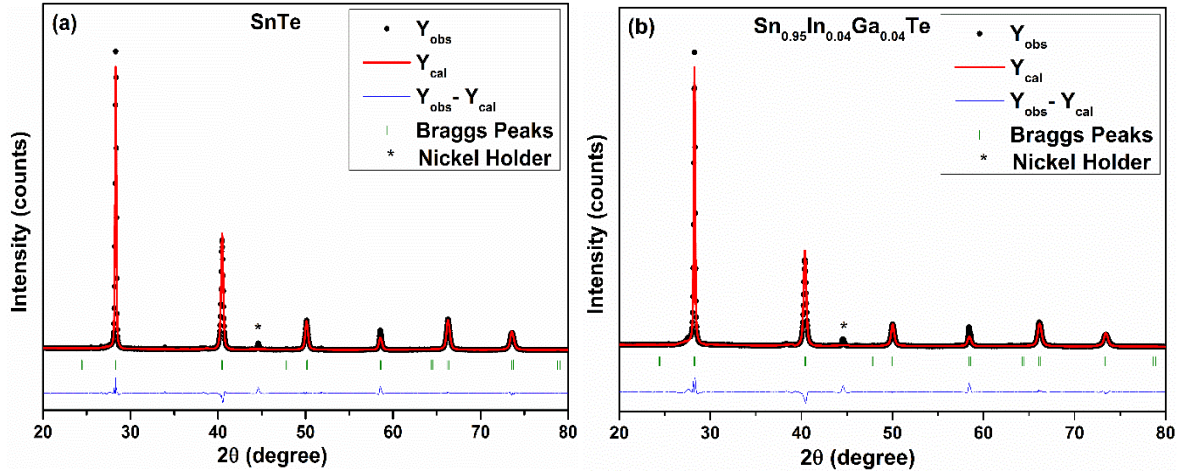 (a) SnTe
Y_obs
Y_cal
Y_obs- Y_cal
Braggs Peaks
* Nickel Holder
*
Intensity (counts)
20 30 40 50 60 70 80
2θ (degree)
(b) Sn_0.95In_0.04Ga_0.04Te
Y_obs
Y_cal
Y_obs- Y_cal
Braggs Peaks
* Nickel Holder
*
Intensity (counts)
20 30 40 50 60 70 80
2θ (degree)